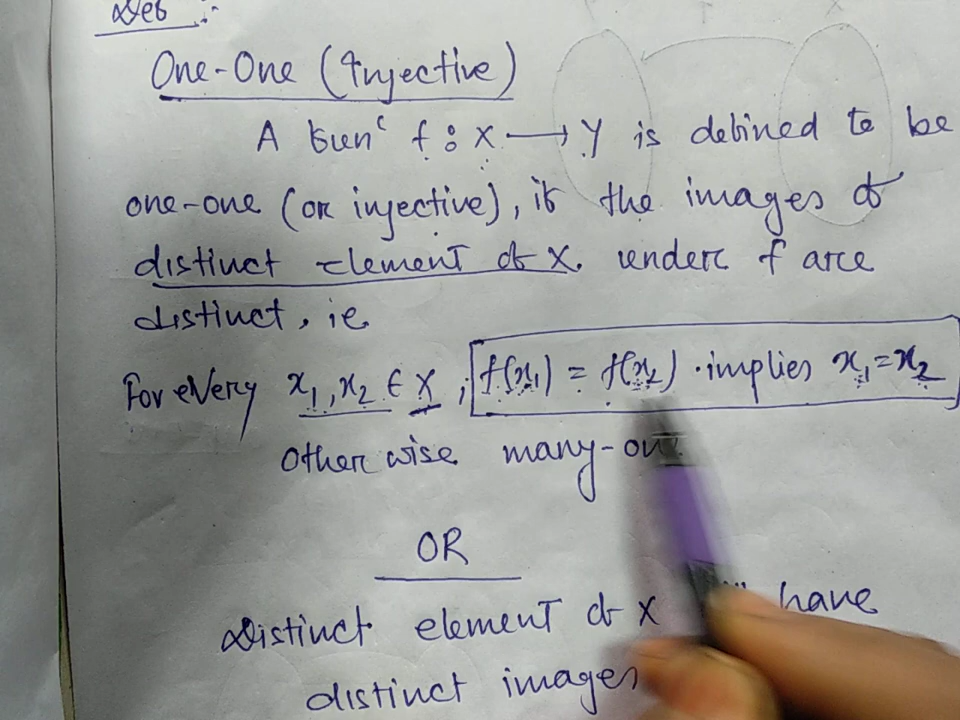 Def :
One-One (Injective)
A funᶜ f : X → Y is defined to be
one-one (or injective), if the images of
distinct element of X. under f are
distinct, ie
For eVery x₁, x₂ ∈ X ; f(x₁) = f(x₂) . implies x₁ = x₂
Otherwise many-on
OR
Distinct element of X have
distinct images